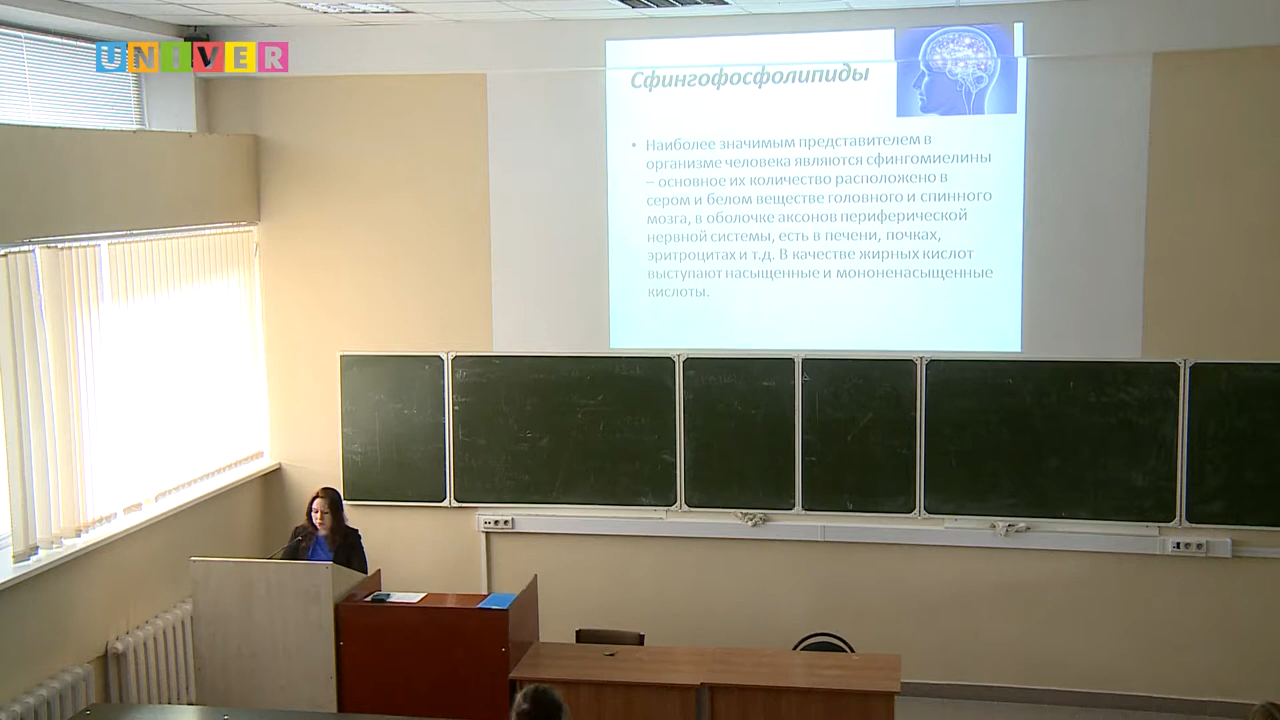 UNIVER
Сфингофосфолипиды
• Наиболее значимым представителем в
организме человека являются сфингомиелины
– основное их количество расположено в
сером и белом веществе головного и спинного
мозга, в оболочке аксонов периферической
нервной системы, есть в печени, почках,
эритроцитах и т.д. В качестве жирных кислот
выступают насыщенные и мононенасыщенные
кислоты.